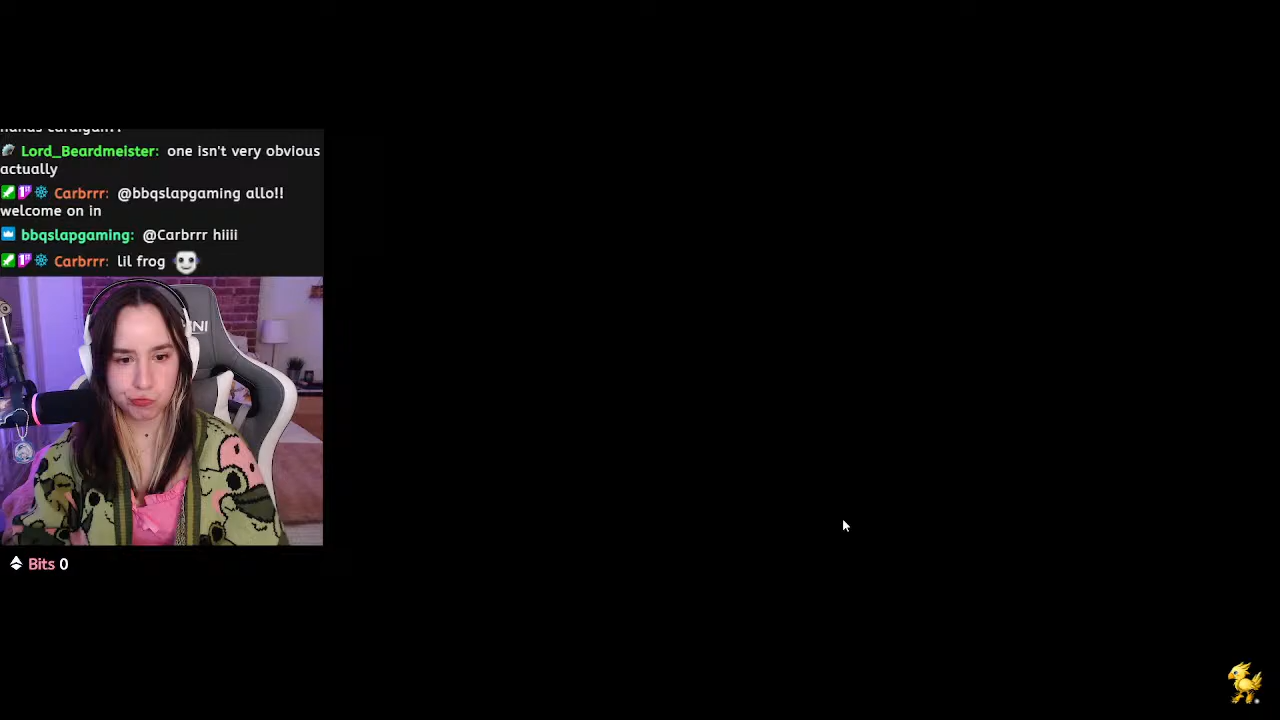 Lord_Beardmeister: one isn't very obvious
actually
Carbrrr: @bbqslapgaming allo!!
welcome on in
bbqslapgaming: @Carbrrr hiiii
Carbrrr: lil frog
Bits 0